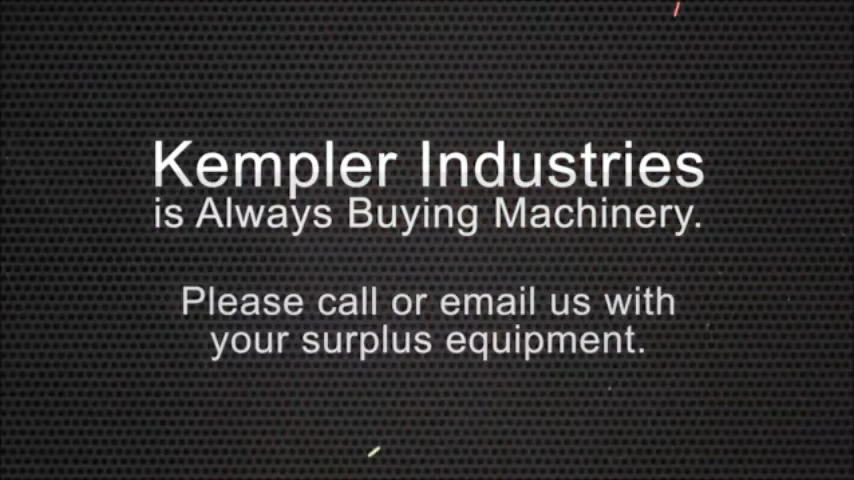 Kempler Industries
is Always Buying Machinery.
Please call or email us with
your surplus equipment.